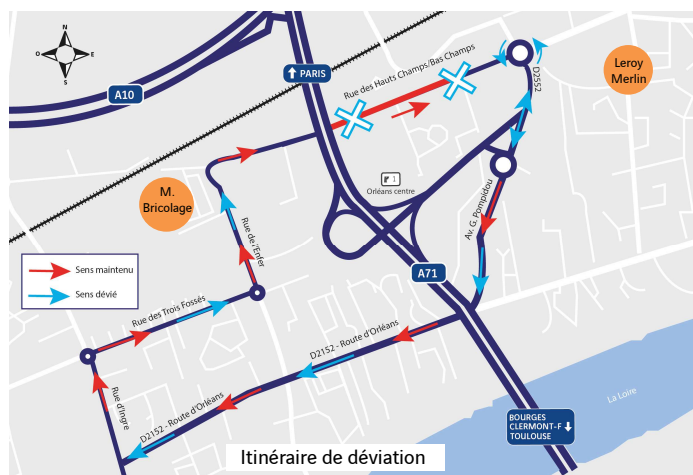 N
O
E
S
A10
PARIS
Rue des Hauts Champs/Bas Champs
D2552
Leroy
Merlin
1
Orléans centre
M.
Bricolage
Rue de l'Enfer
Av. G. Pompidou
A71
Sens maintenu
Sens dévié
Rue des Trois Fossés
D2152 - Route d'Orléans
Rue d'Ingre
D2152 - Route d'Orléans
La Loire
BOURGES
CLERMONT-F
TOULOUSE
Itinéraire de déviation